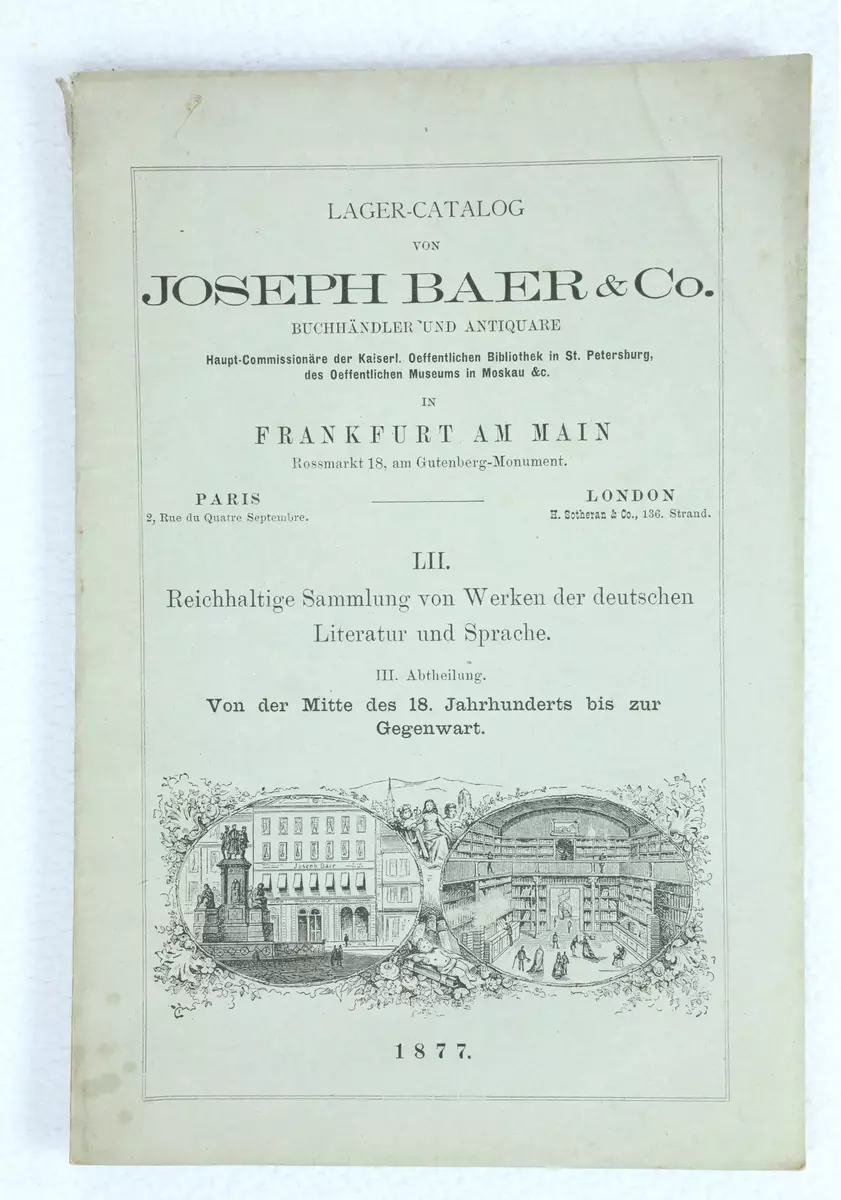 LAGER-CATALOG
VON
JOSEPH BAER & Co.
BUCHHÄNDLER UND ANTIQUARE
Haupt-Commissionäre der Kaiserl. Oeffentlichen Bibliothek in St. Petersburg,
des Oeffentlichen Museums in Moskau &c.
IN
FRANKFURT AM MAIN
Rossmarkt 18, am Gutenberg-Monument.
PARIS
2, Rue du Quatre Septembre.
LONDON
H. Sotheran & Co., 136. Strand.
LII.
Reichhaltige Sammlung von Werken der deutschen
Literatur und Sprache.
III. Abtheilung.
Von der Mitte des 18. Jahrhunderts bis zur
Gegenwart.
Joseph Baer
1877.